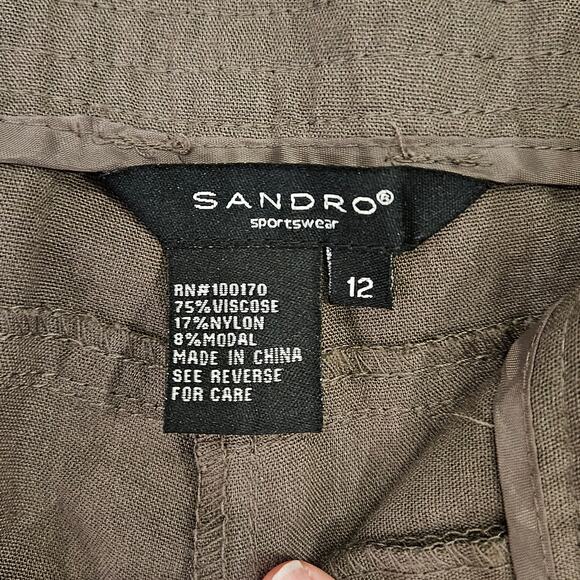 SANDRO®
sportswear
12
RN#100170
75%VISCOSE
17%NYLON
8%MODAL
MADE IN CHINA
SEE REVERSE
FOR CARE